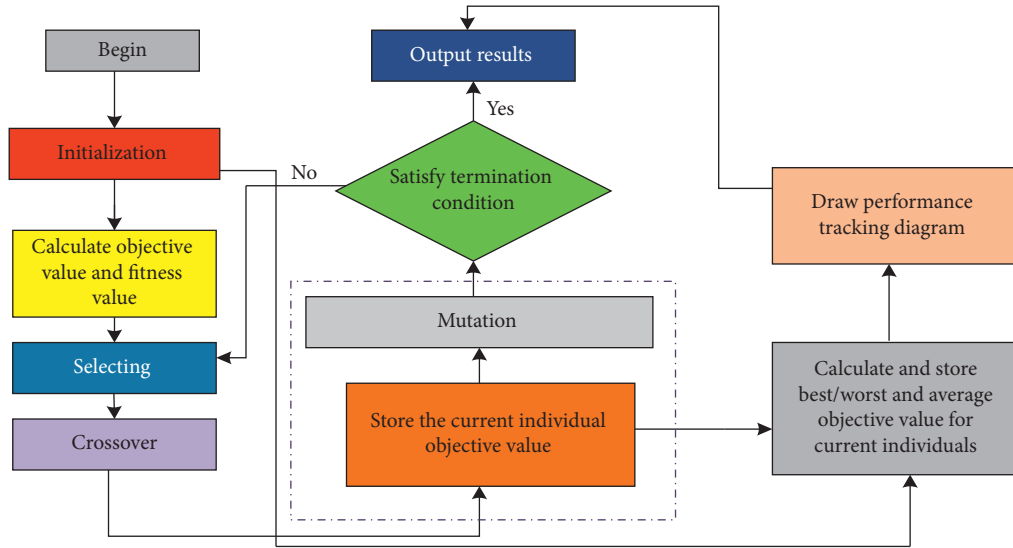 Begin
Initialization
Calculate objective
value and fitness
value
Selecting
Crossover
Output results
Yes
No
Satisfy termination
condition
Mutation
Store the current individual
objective value
Draw performance
tracking diagram
Calculate and store
best/worst and average
objective value for
current individuals